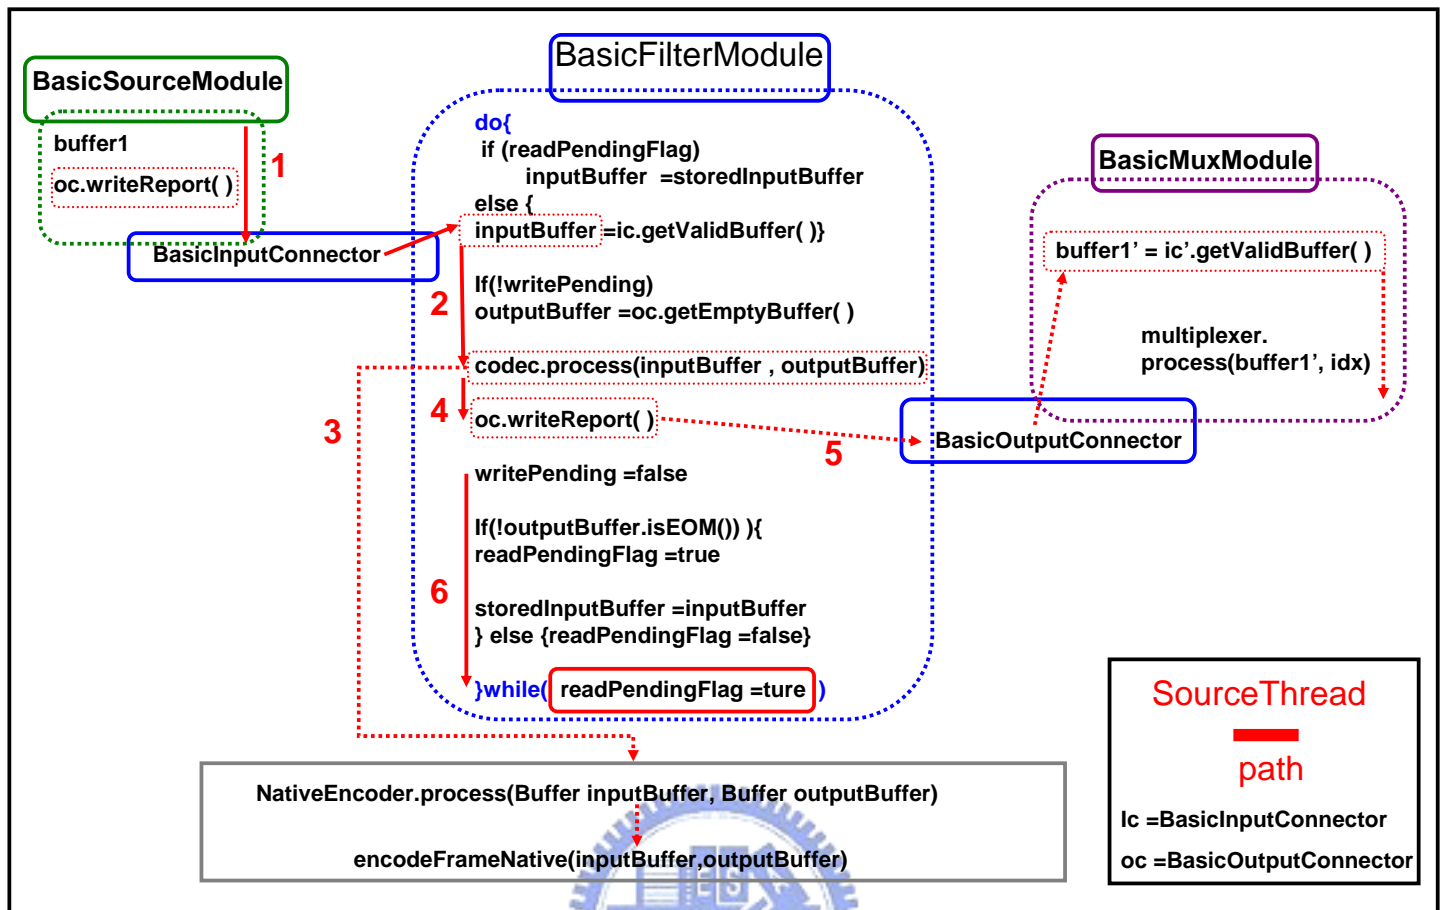 BasicSourceModule
buffer1
oc.writeReport( )
1
BasicInputConnector
BasicFilterModule
do{
if (readPendingFlag)
inputBuffer =storedInputBuffer
else {
inputBuffer =ic.getValidBuffer( )}
2
If(!writePending)
outputBuffer =oc.getEmptyBuffer( )
codec.process(inputBuffer , outputBuffer)
3
4
oc.writeReport( )
5
writePending =false
If(!outputBuffer.isEOM()) ){
readPendingFlag =true
6
storedInputBuffer =inputBuffer
} else {readPendingFlag =false}
}while( readPendingFlag =ture )
BasicMuxModule
buffer1’ = ic’.getValidBuffer( )
multiplexer.
process(buffer1’, idx)
BasicOutputConnector
NativeEncoder.process(Buffer inputBuffer, Buffer outputBuffer)
encodeFrameNative(inputBuffer,outputBuffer)
SourceThread
path
Ic =BasicInputConnector
oc =BasicOutputConnector